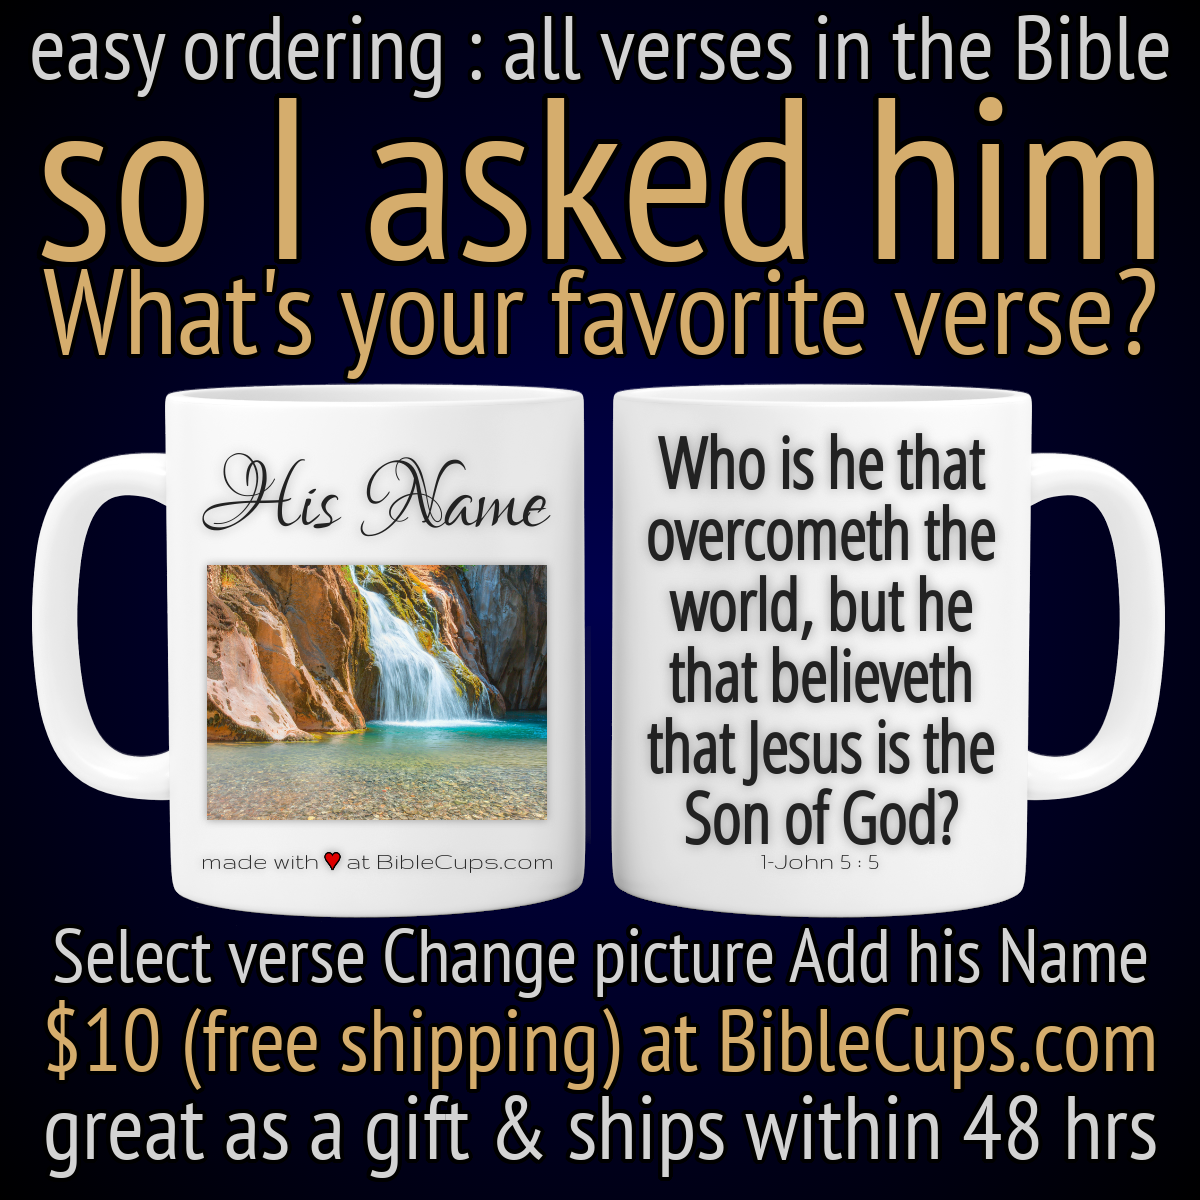 easy ordering : all verses in the Bible
so I asked him
What's your favorite verse?
His Name
made with ♥ at BibleCups.com
Who is he that
overcometh the
world, but he
that believeth
that Jesus is the
Son of God?
1-John 5 : 5
Select verse Change picture Add his Name
$10 (free shipping) at BibleCups.com
great as a gift & ships within 48 hrs